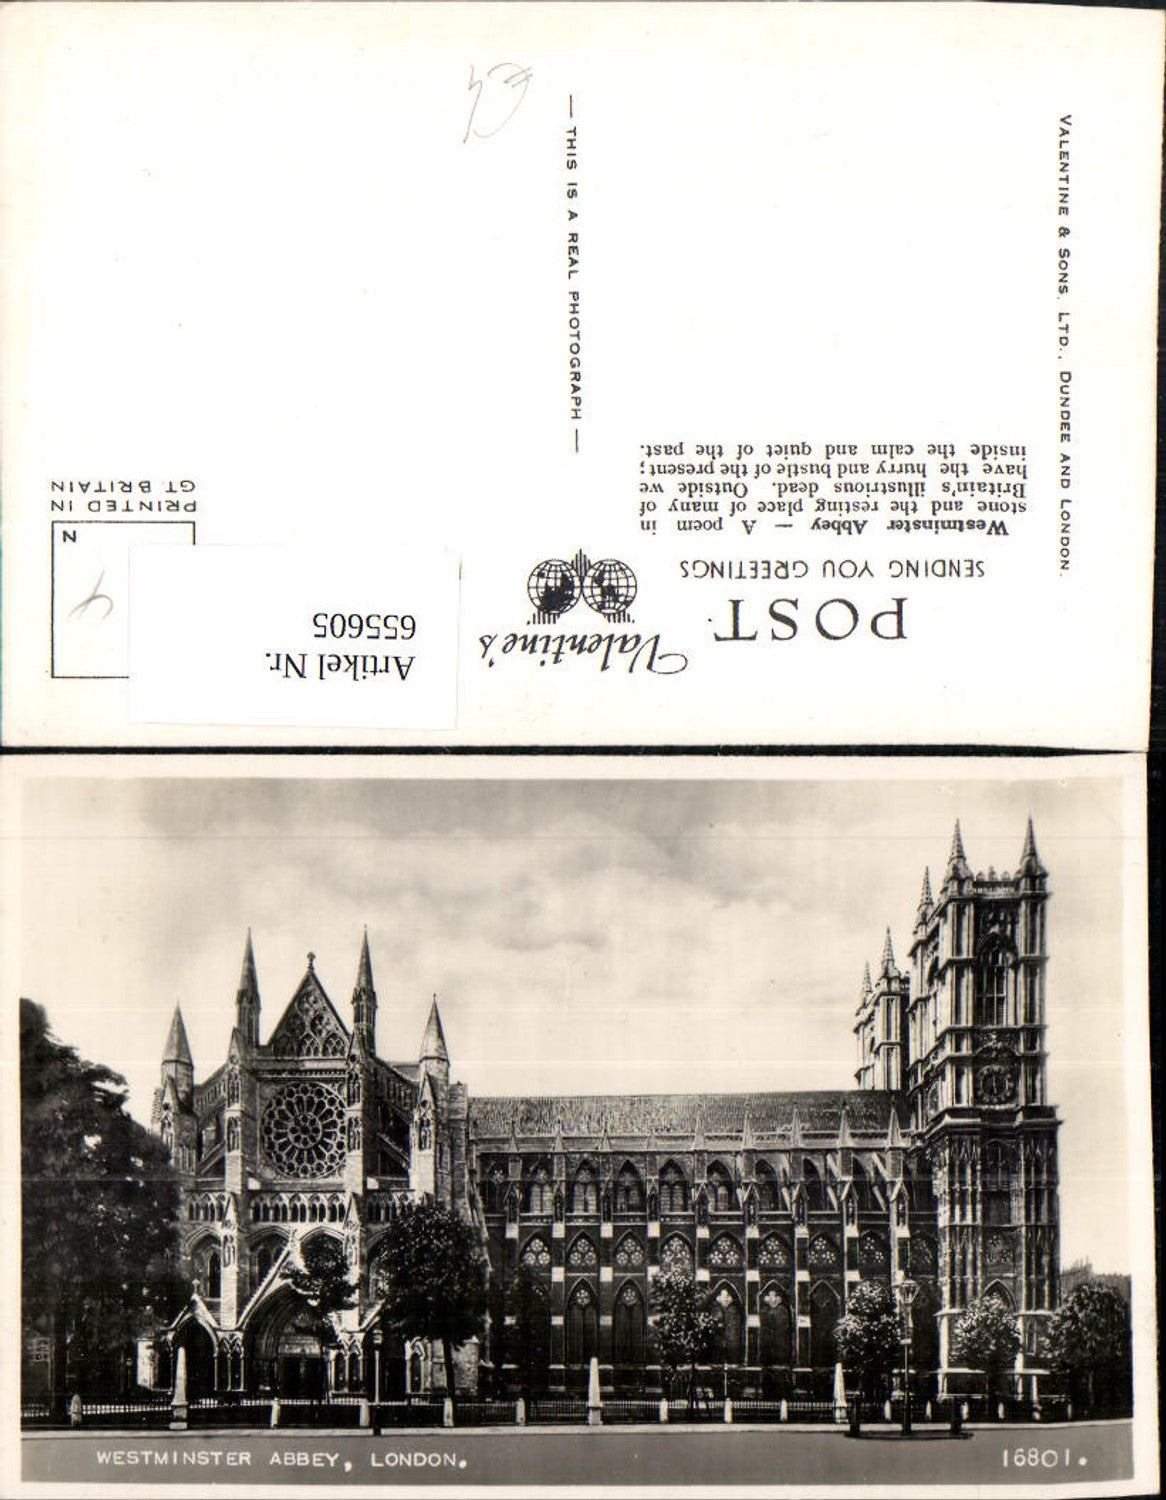 POST
SENDING YOU GREETINGS
Westminster Abbey — A poem in
stone and the resting place of many of
Britain's illustrious dead. Outside we
have the hurry and bustle of the present;
inside the calm and quiet of the past.
Valentine's
Artikel Nr.
655605
N
4
PRINTED IN
GT. BRITAIN
— THIS IS A REAL PHOTOGRAPH —
VALENTINE & SONS, LTD., DUNDEE AND LONDON.
€4
WESTMINSTER ABBEY, LONDON.
16801.